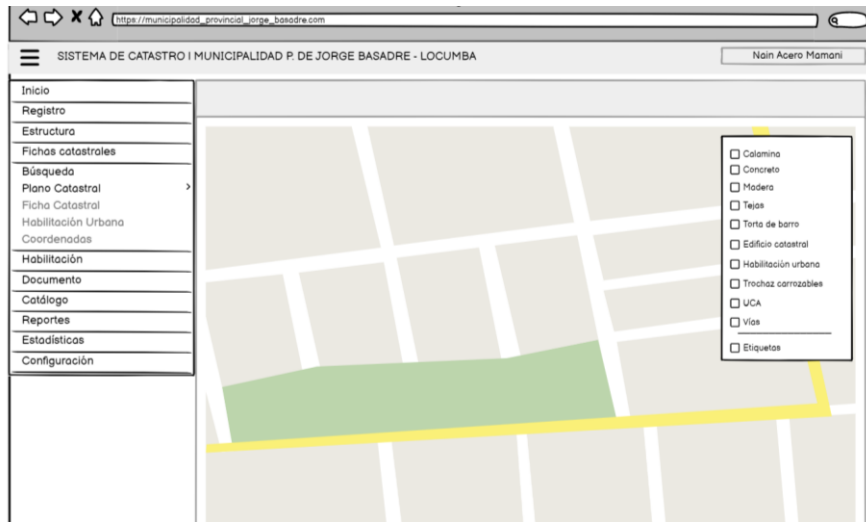 https://municipalidad_provincial_jorge_basadre.com
SISTEMA DE CATASTRO I MUNICIPALIDAD P. DE JORGE BASADRE - LOCUMBA
Nain Acero Mamani
Inicio
Registro
Estructura
Fichas catastrales
Búsqueda
Plano Catastral >
Ficha Catastral
Habilitación Urbana
Coordenadas
Habilitación
Documento
Catálogo
Reportes
Estadísticas
Configuración
Calamina
Concreto
Madera
Tejas
Torta de barro
Edificio catastral
Habilitación urbana
Trochaz carrozables
UCA
Vías
Etiquetas